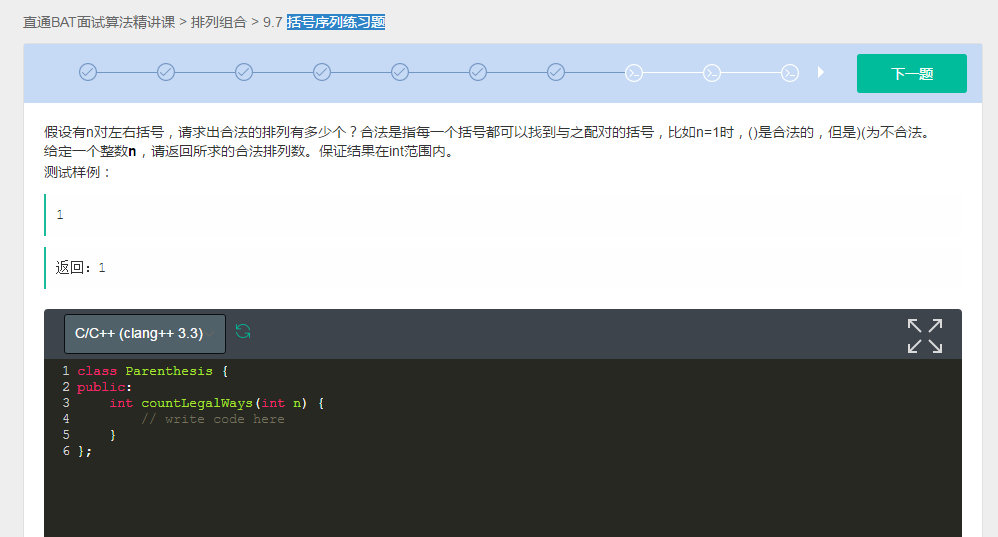 直通BAT面试算法精讲课 > 排列组合 > 9.7 括号序列练习题
下一题
假设有n对左右括号，请求出合法的排列有多少个？合法是指每一个括号都可以找到与之配对的括号，比如n=1时，()是合法的，但是)(为不合法。
给定一个整数n，请返回所求的合法排列数。保证结果在int范围内。
测试样例：
1
返回：1
C/C++ (clang++ 3.3)
1 class Parenthesis {
2 public:
3     int countLegalWays(int n) {
4         // write code here
5     }
6 };